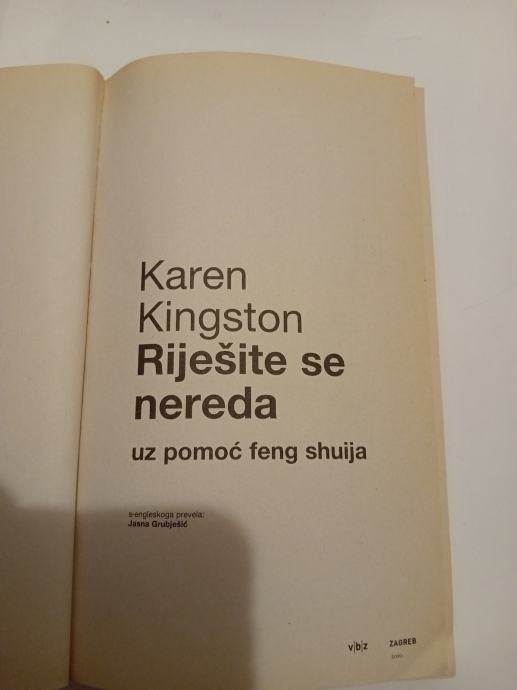 Karen
Kingston
Riješite se
nereda
uz pomoć feng shuija
s engleskoga prevela:
Jasna Grubješić
v|b|z ZAGREB